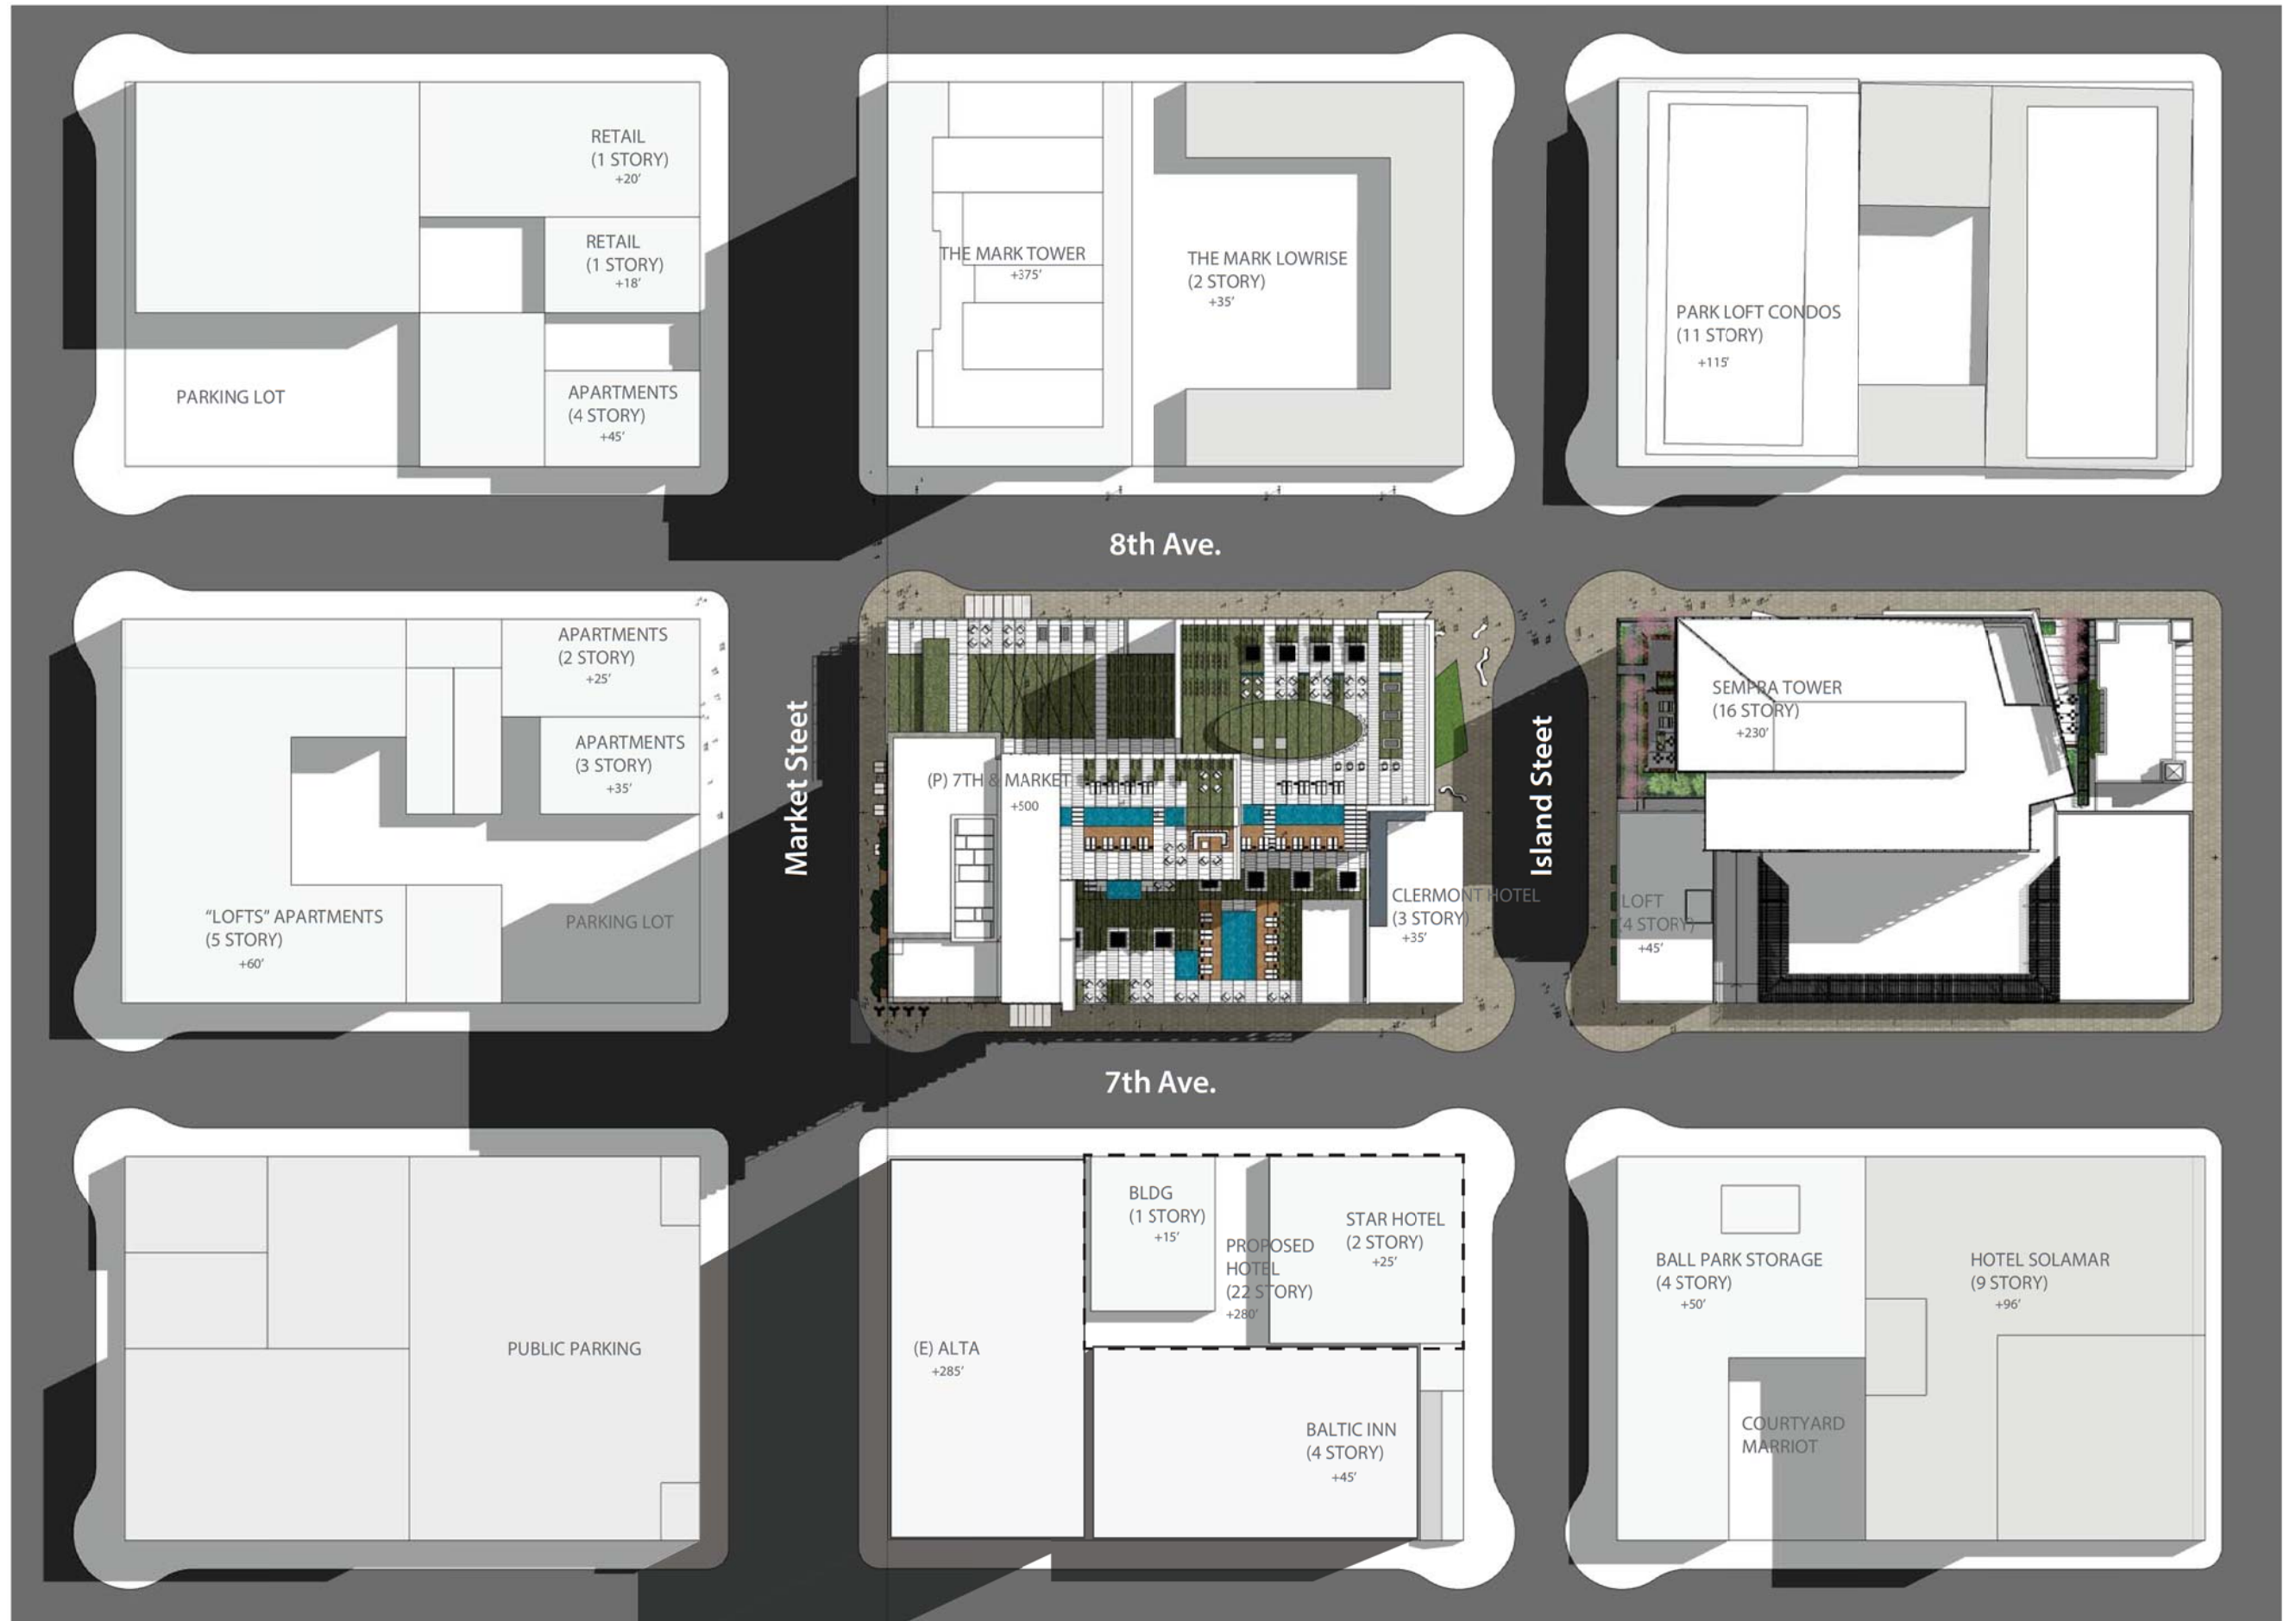 RETAIL
(1 STORY)
+20'
RETAIL
(1 STORY)
+18'
PARKING LOT
APARTMENTS
(4 STORY)
+45'
THE MARK TOWER
+375'
THE MARK LOWRISE
(2 STORY)
+35'
PARK LOFT CONDOS
(11 STORY)
+115'
8th Ave.
APARTMENTS
(2 STORY)
+25'
APARTMENTS
(3 STORY)
+35'
"LOFTS" APARTMENTS
(5 STORY)
+60'
PARKING LOT
Market Steet
(P) 7TH & MARKET
+500
CLERMONT HOTEL
(3 STORY)
+35'
Island Steet
SEMPRA TOWER
(16 STORY)
+230'
LOFT
(4 STORY)
+45'
7th Ave.
PUBLIC PARKING
(E) ALTA
+285'
BLDG
(1 STORY)
+15'
PROPOSED
HOTEL
(22 STORY)
+280'
STAR HOTEL
(2 STORY)
+25'
BALTIC INN
(4 STORY)
+45'
BALL PARK STORAGE
(4 STORY)
+50'
HOTEL SOLAMAR
(9 STORY)
+96'
COURTYARD
MARRIOT